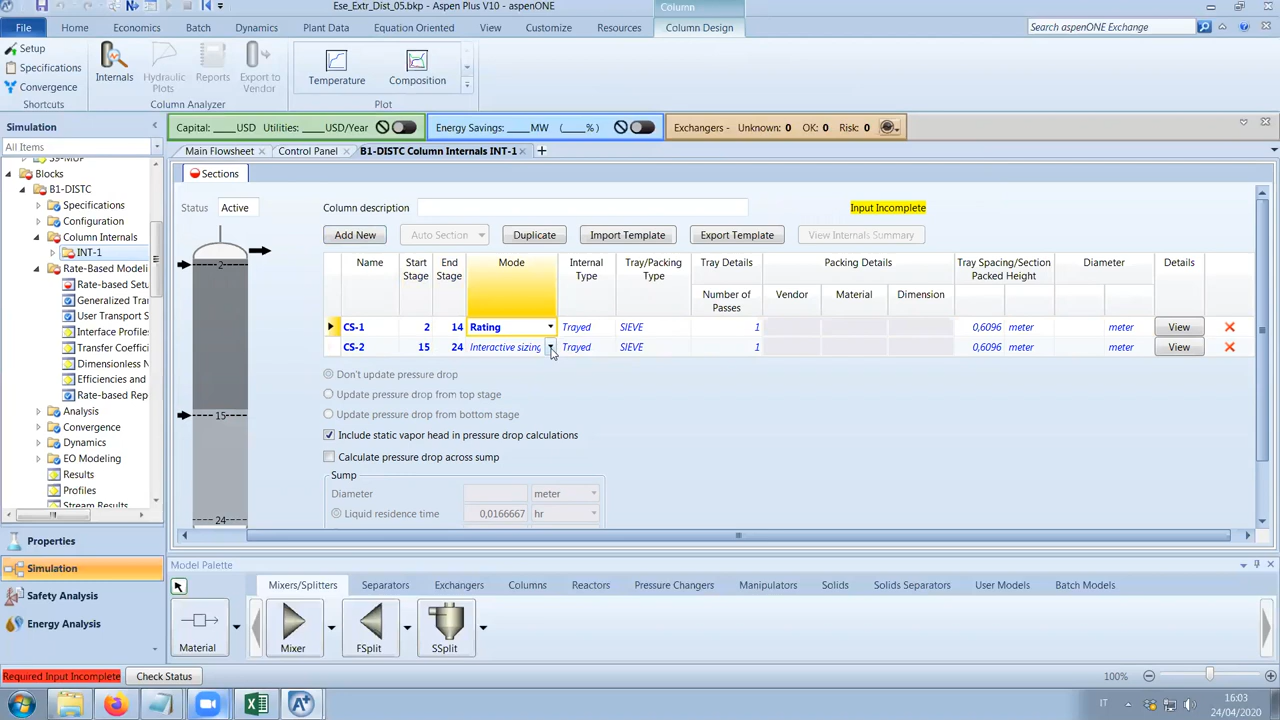 Ese_Extr_Dist_05.bkp - Aspen Plus V10 - aspenONE
Column
File Home Economics Batch Dynamics Plant Data Equation Oriented View Customize Resources Column Design Search aspenONE Exchange
Setup
Specifications
Convergence
Shortcuts
Internals
Hydraulic Plots
Reports
Export to Vendor
Column Analyzer
Temperature
Composition
Plot
Simulation
All Items
Capital: ____USD Utilities: ____USD/Year
Energy Savings: ____MW (____%)
Exchangers - Unknown: 0 OK: 0 Risk: 0
Main Flowsheet
Control Panel
B1-DISTC Column Internals INT-1
Blocks
B1-DISTC
Specifications
Configuration
Column Internals
INT-1
Rate-Based Modeli
Rate-based Setu
Generalized Tran
User Transport S
Interface Profiles
Transfer Coeffici
Dimensionless N
Efficiencies and
Rate-based Rep
Analysis
Convergence
Dynamics
EO Modeling
Results
Profiles
Stream Results
Properties
Simulation
Safety Analysis
Energy Analysis
Sections
Status Active
Column description
Input Incomplete
Add New Auto Section Duplicate Import Template Export Template View Internals Summary
2
15
24
Name Start Stage End Stage Mode Internal Type Tray/Packing Type Tray Details Packing Details Tray Spacing/Section Packed Height Diameter Details
Number of Passes Vendor Material Dimension
CS-1 2 14 Rating Trayed SIEVE 1 0,6096 meter meter View
CS-2 15 24 Interactive sizing Trayed SIEVE 1 0,6096 meter meter View
Don't update pressure drop
Update pressure drop from top stage
Update pressure drop from bottom stage
Include static vapor head in pressure drop calculations
Calculate pressure drop across sump
Sump
Diameter meter
Liquid residence time 0,0166667 hr
Model Palette
Mixers/Splitters Separators Exchangers Columns Reactors Pressure Changers Manipulators Solids Solids Separators User Models Batch Models
Material
Mixer
FSplit
SSplit
Required Input Incomplete
Check Status
100%
IT
16:03
24/04/2020